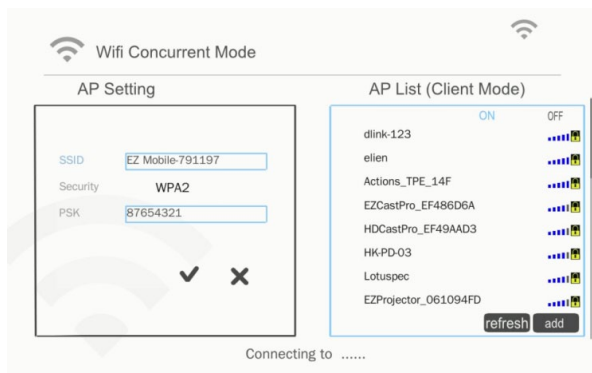 Wifi Concurrent Mode
AP Setting
SSID EZ Mobile-791197
Security WPA2
PSK 87654321
AP List (Client Mode)
ON OFF
dlink-123
elien
Actions_TPE_14F
EZCastPro_EF486D6A
HDCastPro_EF49AAD3
HK-PD-03
Lotuspec
EZProjector_061094FD
refresh add
Connecting to ......